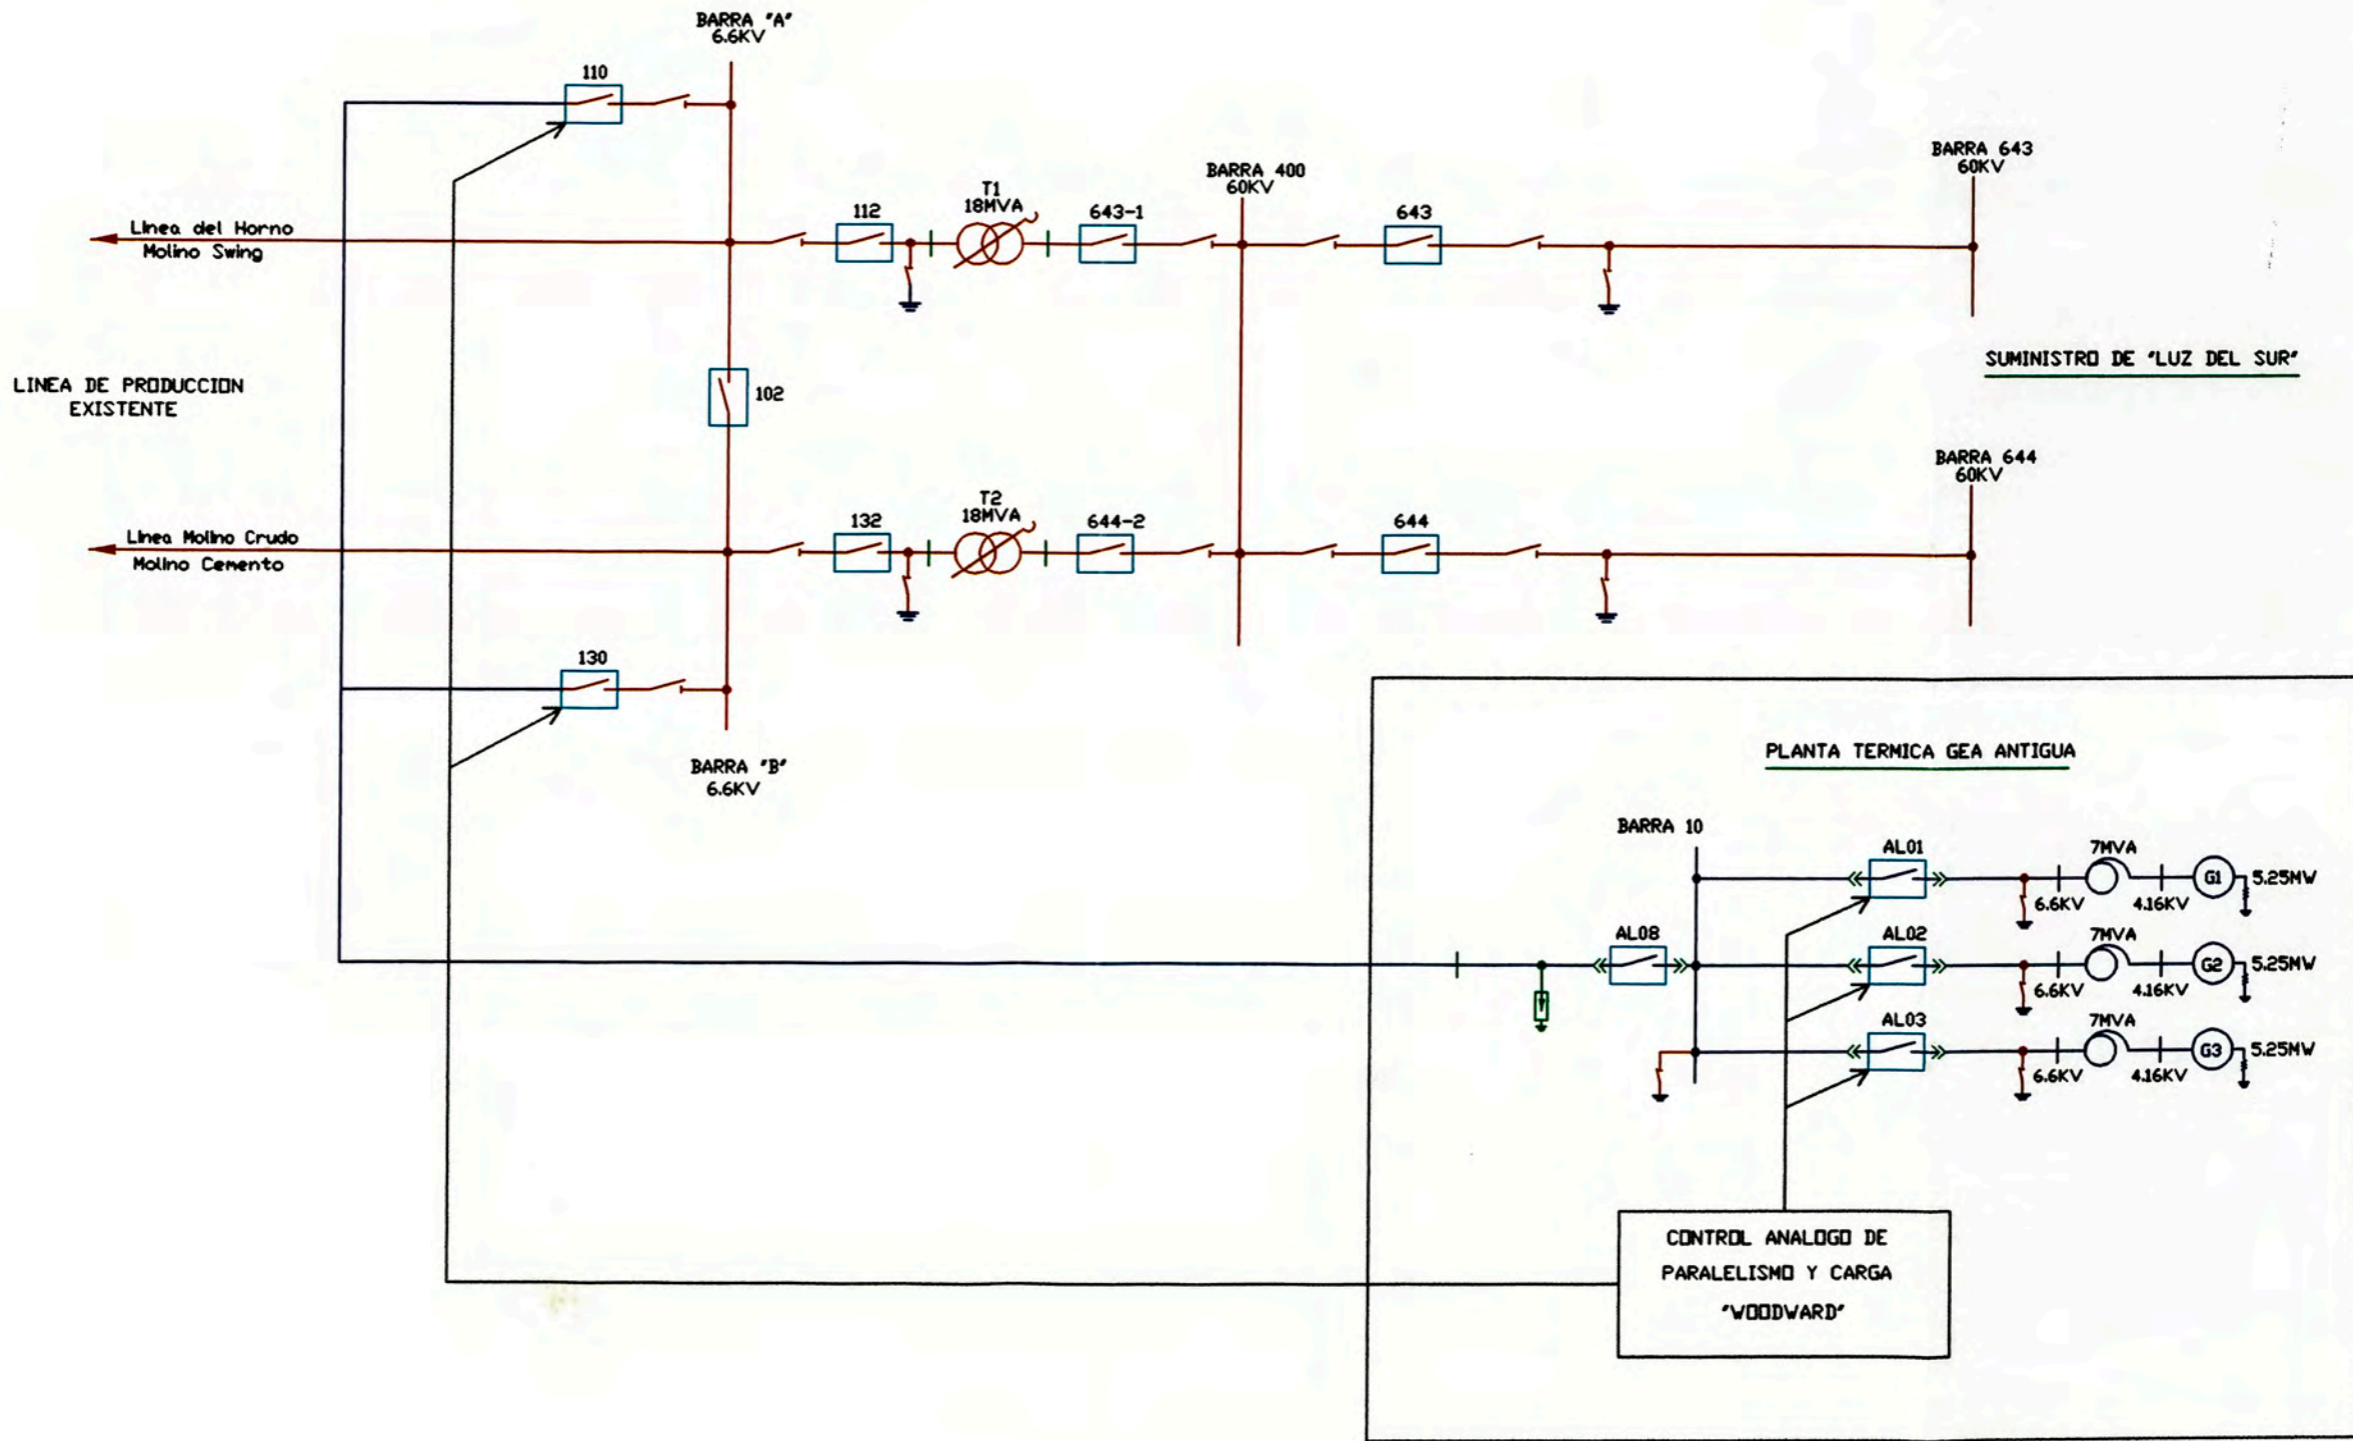 BARRA "A"
6.6KV
110
BARRA 643
60KV
BARRA 400
60KV
T1
18MVA
112
643-1
643
Linea del Horno
Molino Swing
SUMINISTRO DE "LUZ DEL SUR"
LINEA DE PRODUCCION
EXISTENTE
102
BARRA 644
60KV
T2
18MVA
132
644-2
644
Linea Molino Crudo
Molino Cemento
130
BARRA "B"
6.6KV
PLANTA TERMICA GEA ANTIGUA
BARRA 10
AL01
7MVA
G1
5.25MW
6.6KV
4.16KV
AL08
AL02
7MVA
G2
5.25MW
6.6KV
4.16KV
AL03
7MVA
G3
5.25MW
6.6KV
4.16KV
CONTROL ANALOGO DE
PARALELISMO Y CARGA
"WOODWARD"